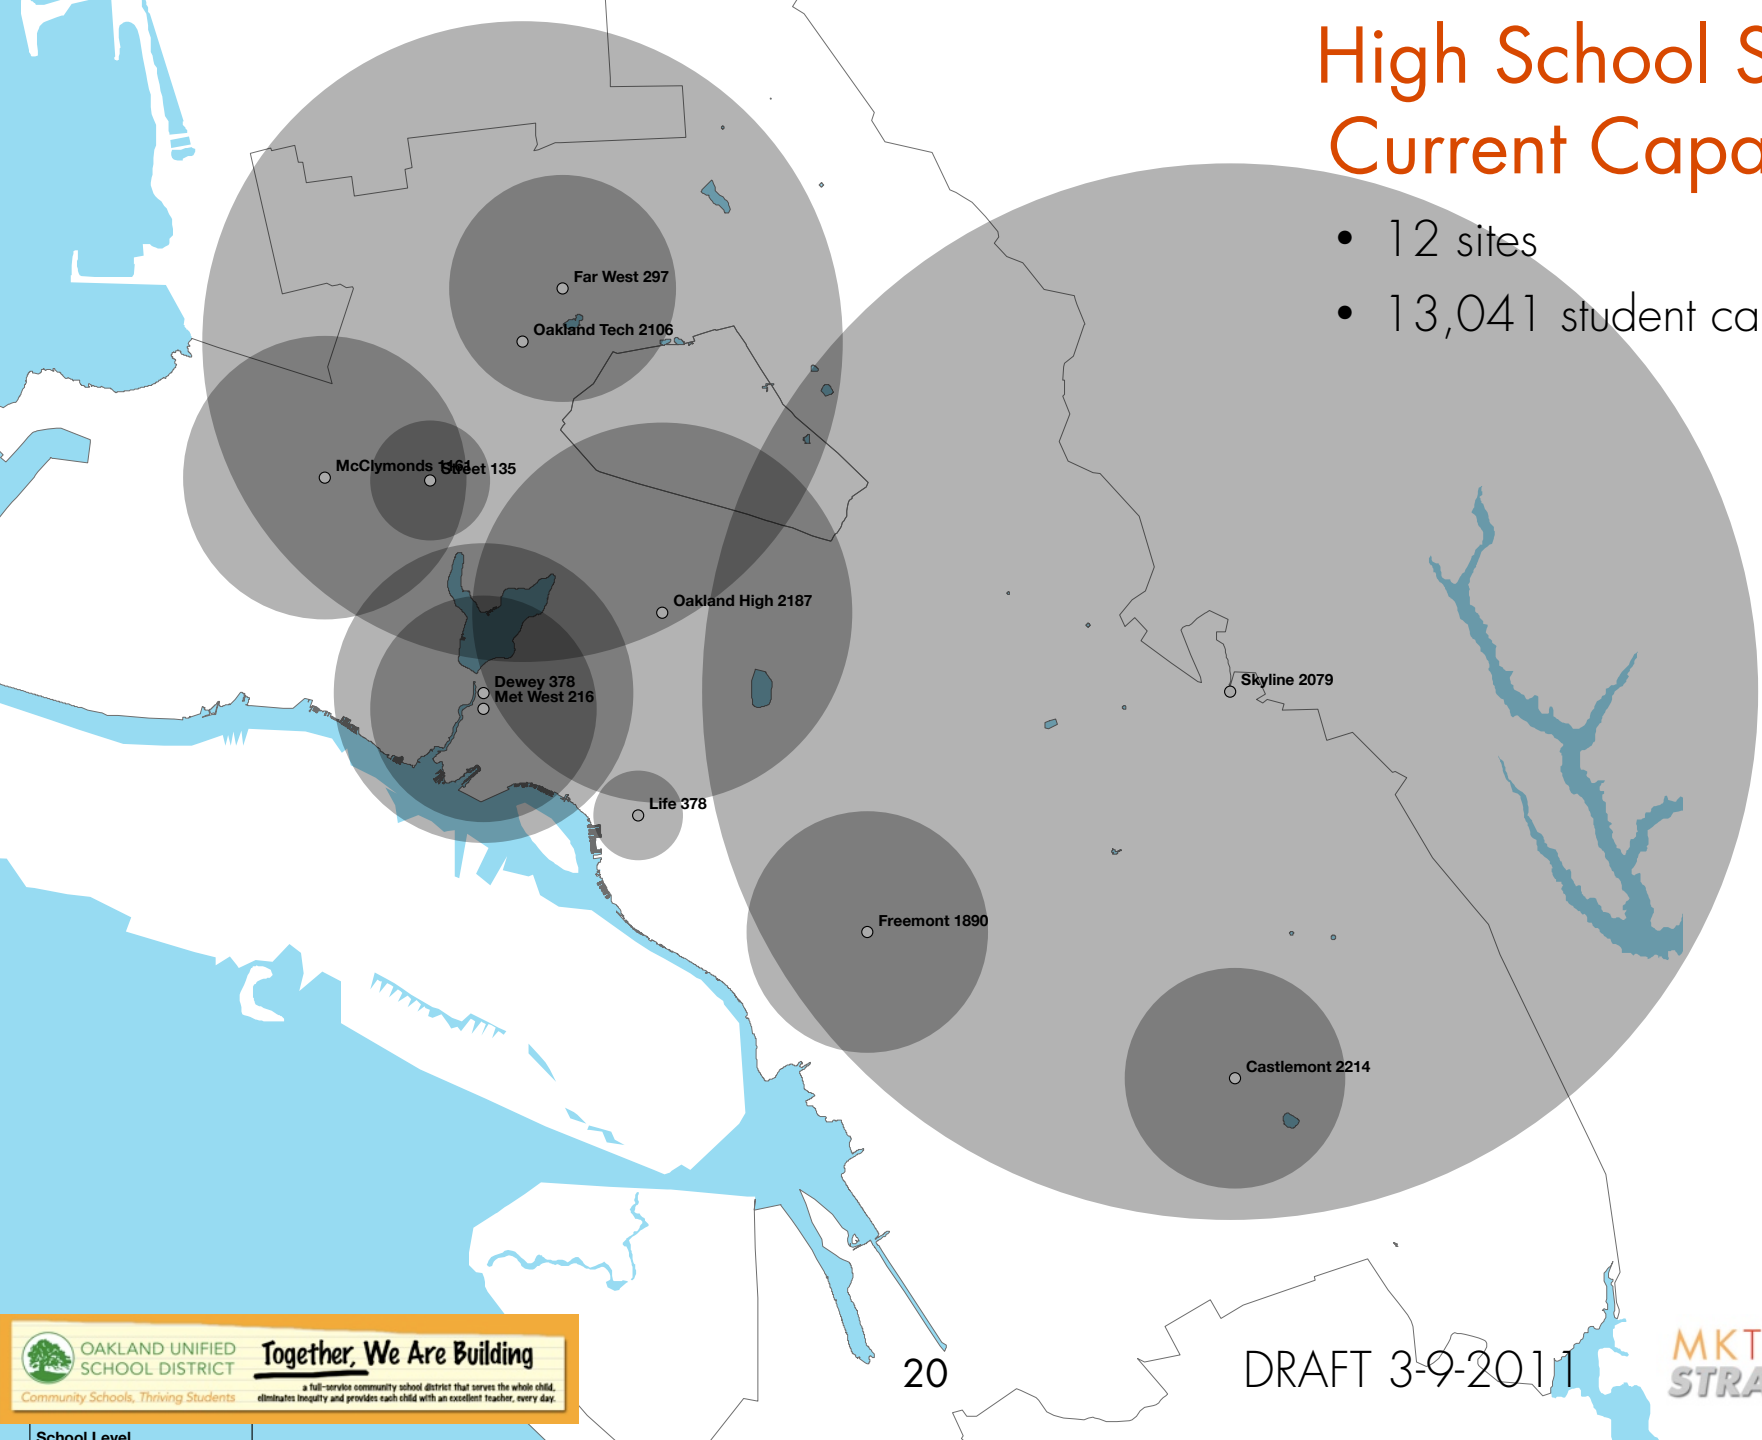 High School S
Current Capa
• 12 sites
• 13,041 student ca
Far West 297
Oakland Tech 2106
McClymonds 1161
Street 135
Oakland High 2187
Dewey 378
Met West 216
Skyline 2079
Life 378
Freemont 1890
Castlemont 2214
OAKLAND UNIFIED
SCHOOL DISTRICT
Community Schools, Thriving Students
Together, We Are Building
a full-service community school district that serves the whole child,
eliminates inequity and provides each child with an excellent teacher, every day.
20
DRAFT 3-9-2011
MKT
STRA
School Level